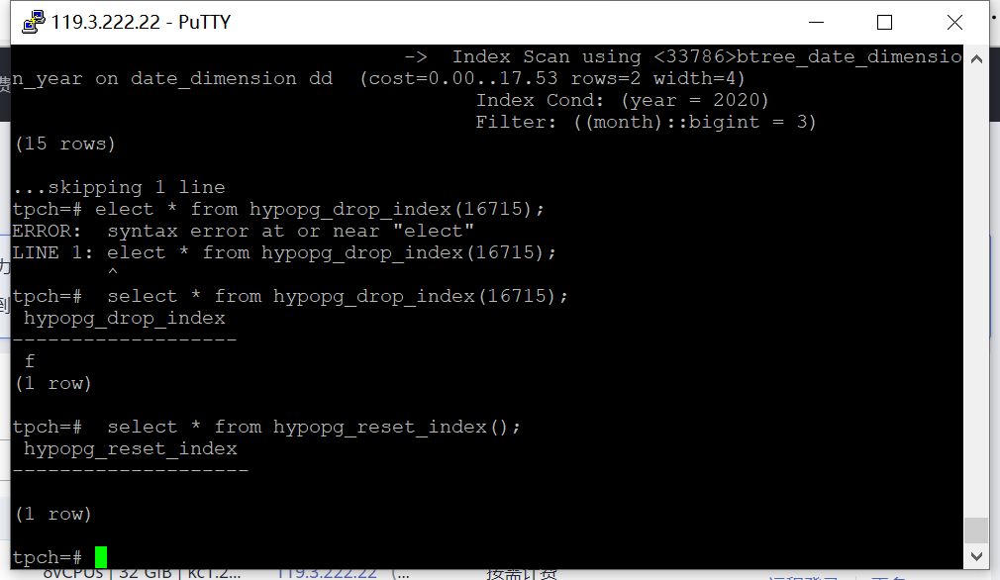 119.3.222.22 - PuTTY
->  Index Scan using <33786>btree_date_dimensio
n_year on date_dimension dd  (cost=0.00..17.53 rows=2 width=4)
Index Cond: (year = 2020)
Filter: ((month)::bigint = 3)
(15 rows)
...skipping 1 line
tpch=# elect * from hypopg_drop_index(16715);
ERROR:  syntax error at or near "elect"
LINE 1: elect * from hypopg_drop_index(16715);
^
tpch=#  select * from hypopg_drop_index(16715);
hypopg_drop_index
-------------------
f
(1 row)
tpch=#  select * from hypopg_reset_index();
hypopg_reset_index
--------------------
(1 row)
tpch=#
8vCPUs | 32 GiB | kc1.2... 119.3.222.22 (... 按需计费
费
力
到